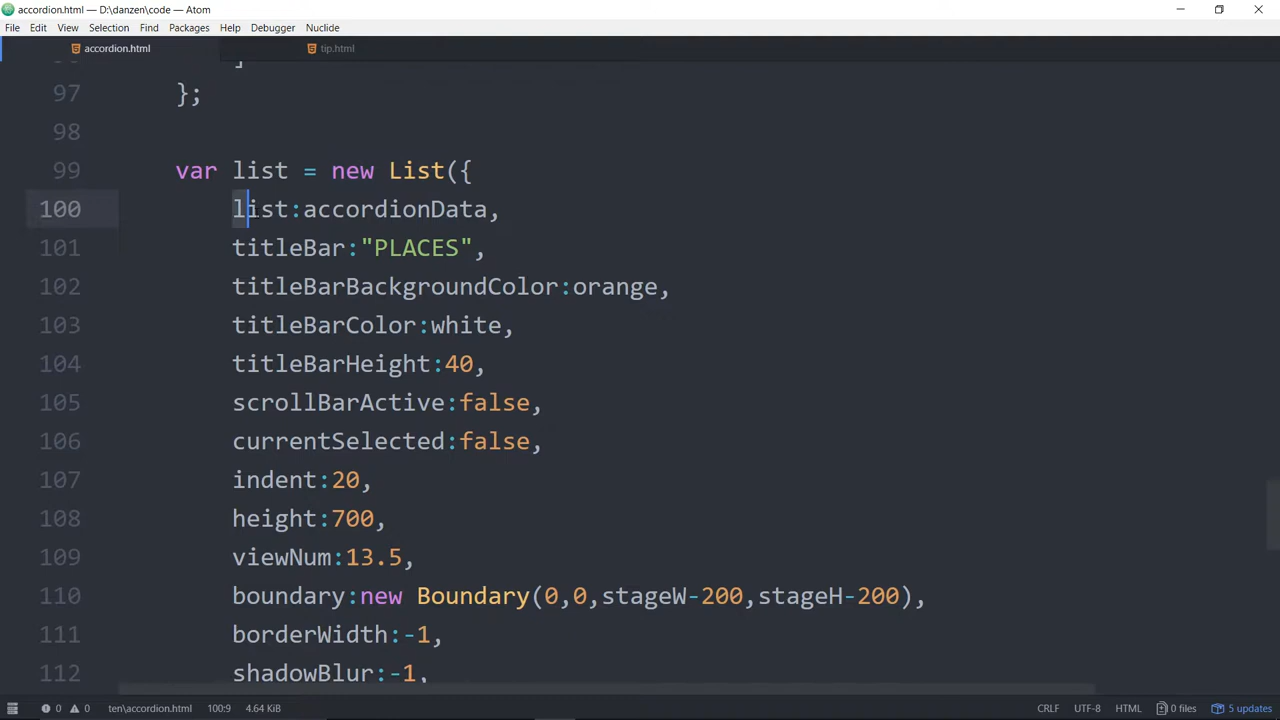 accordion.html — D:\danzen\code — Atom
File Edit View Selection Find Packages Help Debugger Nuclide
accordion.html tip.html
]
97 };
98
99 var list = new List({
100 list:accordionData,
101 titleBar:"PLACES",
102 titleBarBackgroundColor:orange,
103 titleBarColor:white,
104 titleBarHeight:40,
105 scrollBarActive:false,
106 currentSelected:false,
107 indent:20,
108 height:700,
109 viewNum:13.5,
110 boundary:new Boundary(0,0,stageW-200,stageH-200),
111 borderWidth:-1,
112 shadowBlur:-1,
0 0 ten\accordion.html 100:9 4.64 KiB CRLF UTF-8 HTML 0 files 5 updates